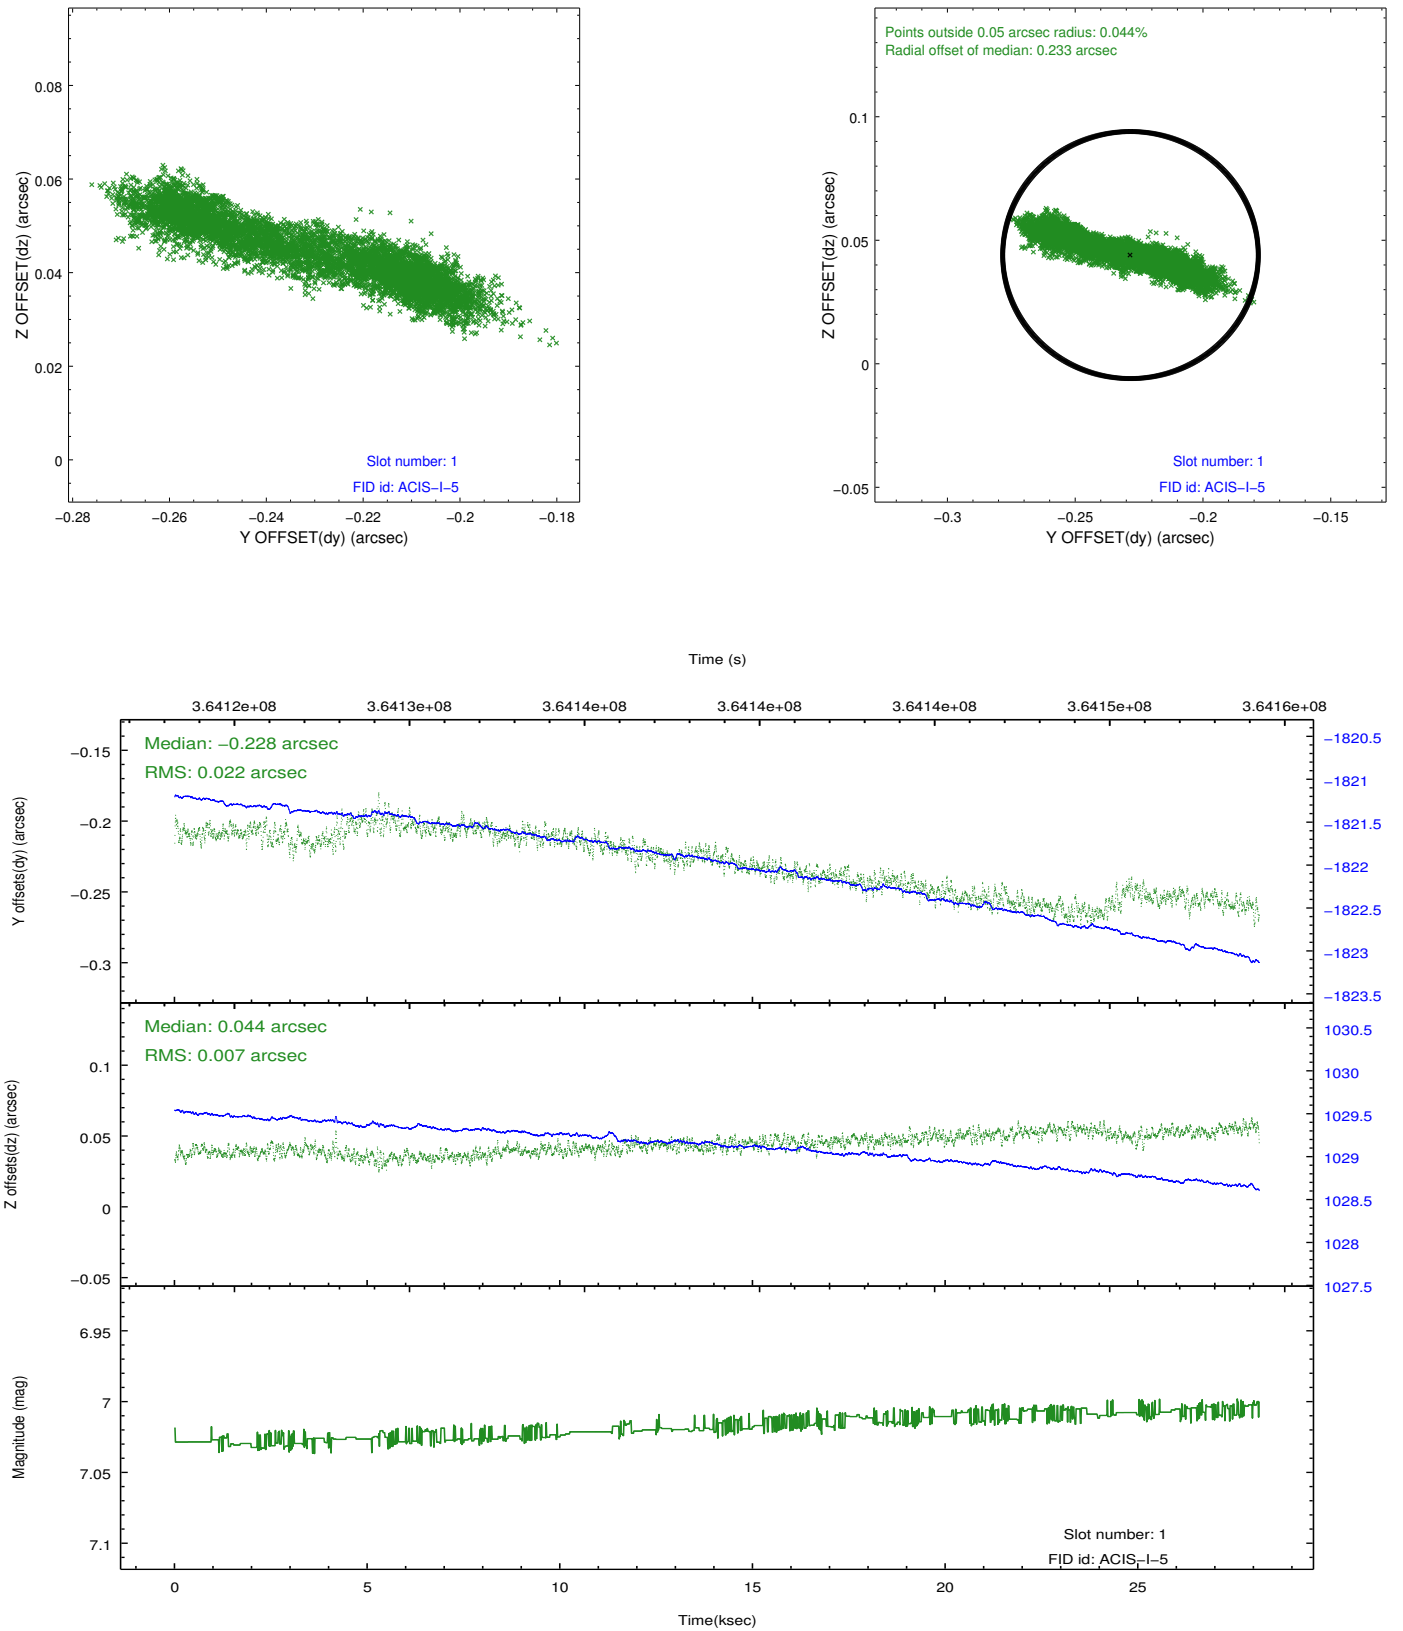 0.08
0.06
0.04
0.02
0
Z OFFSET(dz) (arcsec)
Slot number: 1
FID id: ACIS−I−5
−0.28
−0.26
−0.24
−0.22
−0.2
−0.18
Y OFFSET(dy) (arcsec)
Points outside 0.05 arcsec radius: 0.044%
Radial offset of median: 0.233 arcsec
0.1
0.05
0
−0.05
Z OFFSET(dz) (arcsec)
Slot number: 1
FID id: ACIS−I−5
−0.3
−0.25
−0.2
−0.15
Y OFFSET(dy) (arcsec)
Time (s)
3.6412e+08
3.6413e+08
3.6414e+08
3.6414e+08
3.6414e+08
3.6415e+08
3.6416e+08
Median: −0.228 arcsec
RMS: 0.022 arcsec
−0.15
−0.2
−0.25
−0.3
Y offsets(dy) (arcsec)
−1820.5
−1821
−1821.5
−1822
−1822.5
−1823
−1823.5
Median: 0.044 arcsec
RMS: 0.007 arcsec
0.1
0.05
0
−0.05
Z offsets(dz) (arcsec)
1030.5
1030
1029.5
1029
1028.5
1028
1027.5
6.95
7
7.05
7.1
Magnitude (mag)
Slot number: 1
FID id: ACIS−I−5
0
5
10
15
20
25
Time(ksec)